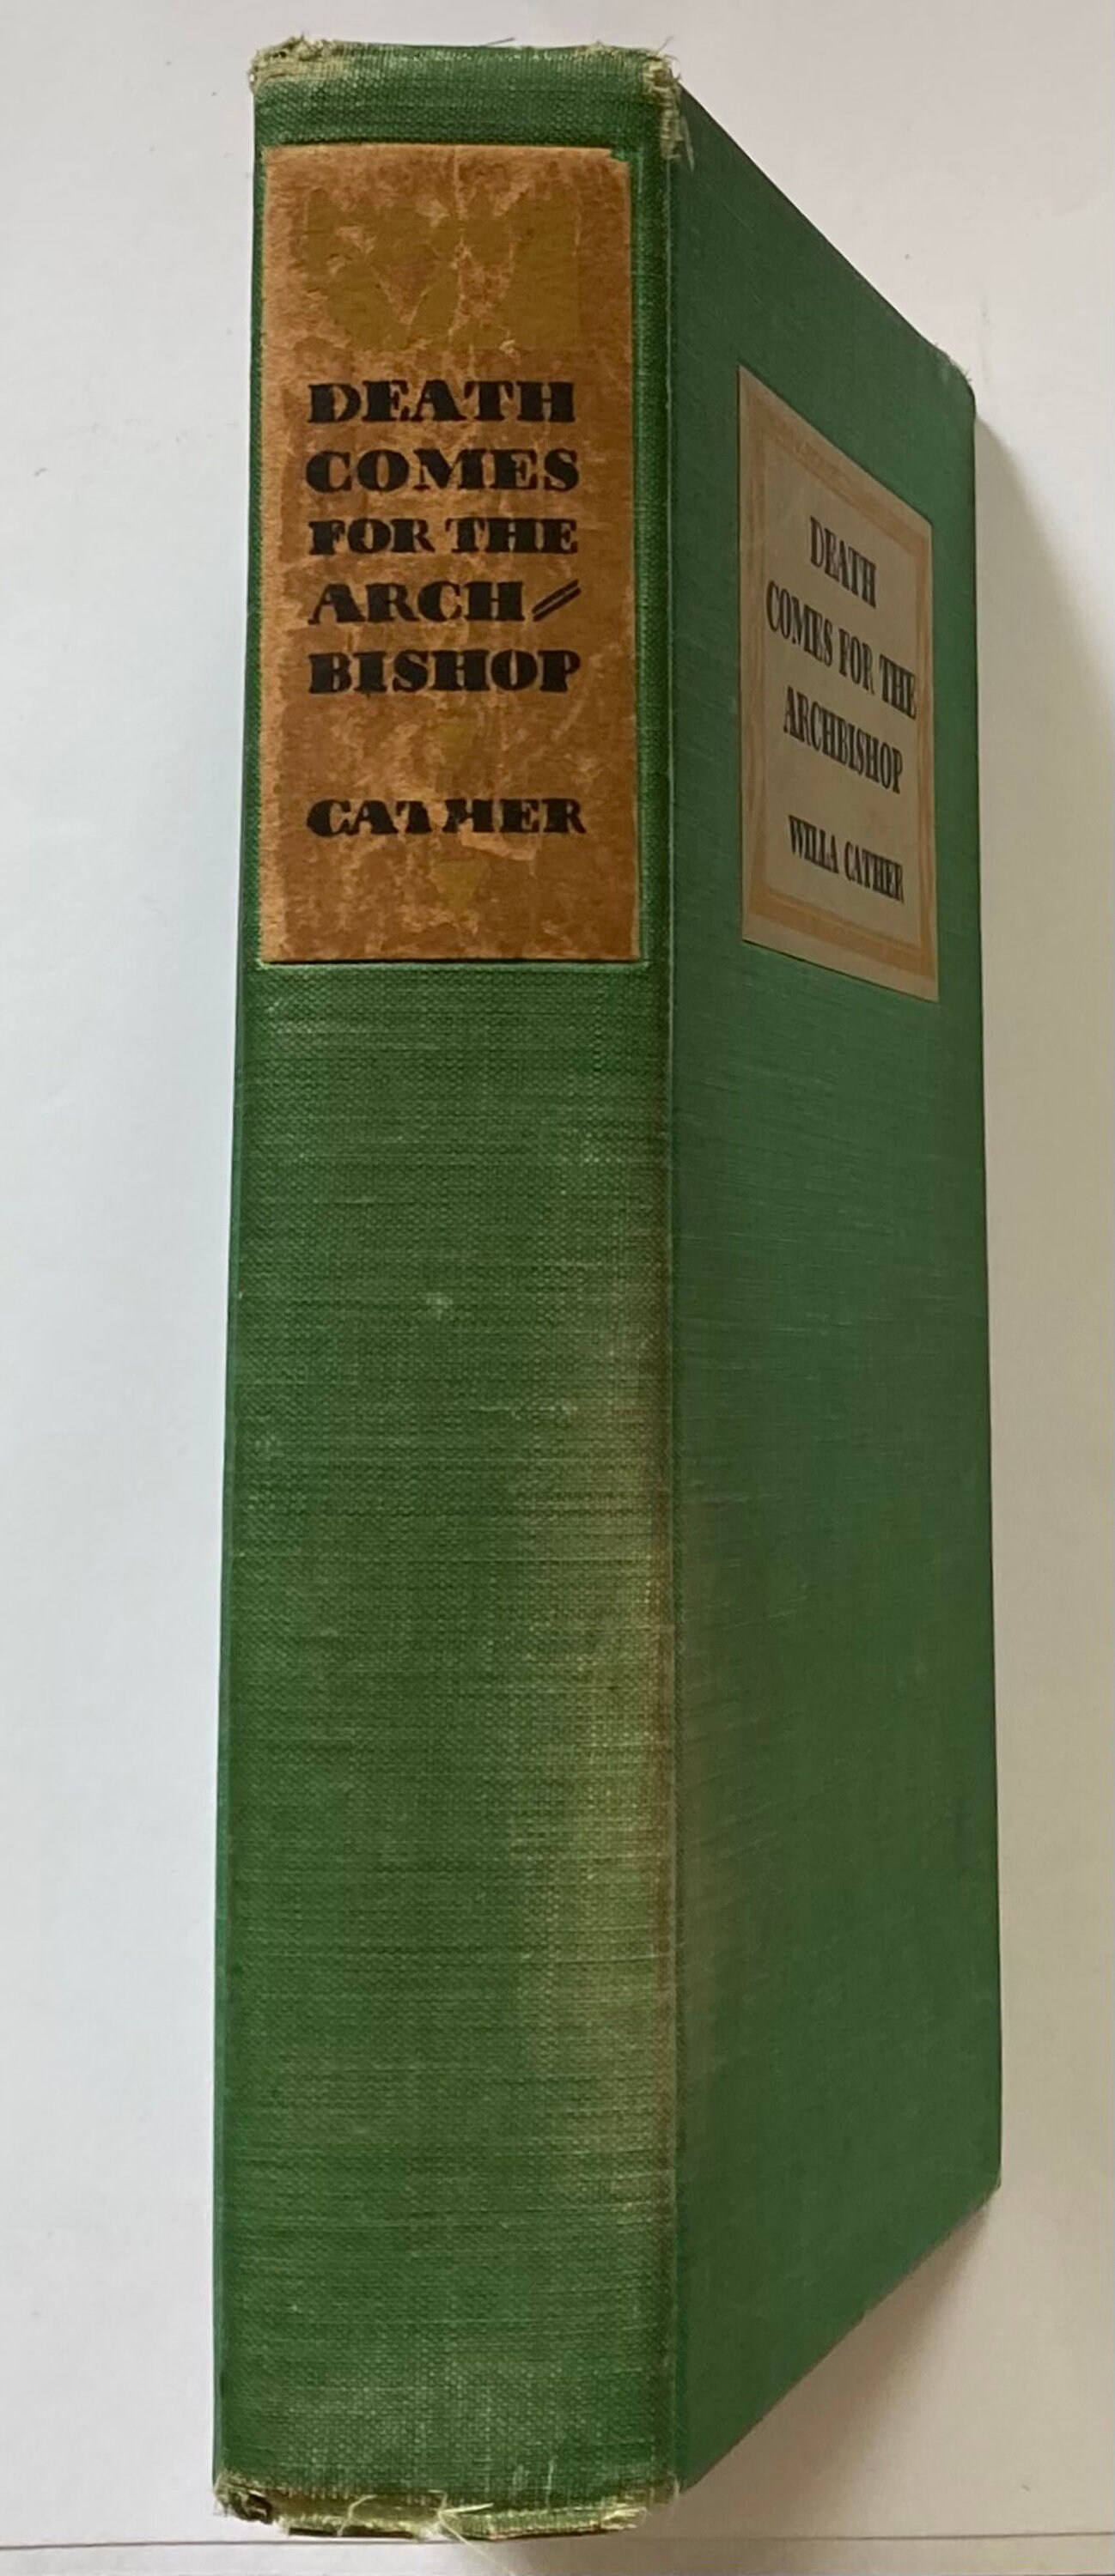 DEATH
COMES
FOR THE
ARCH=
BISHOP
CATHER
DEATH
COMES FOR THE
ARCHBISHOP
WILLA CATHER